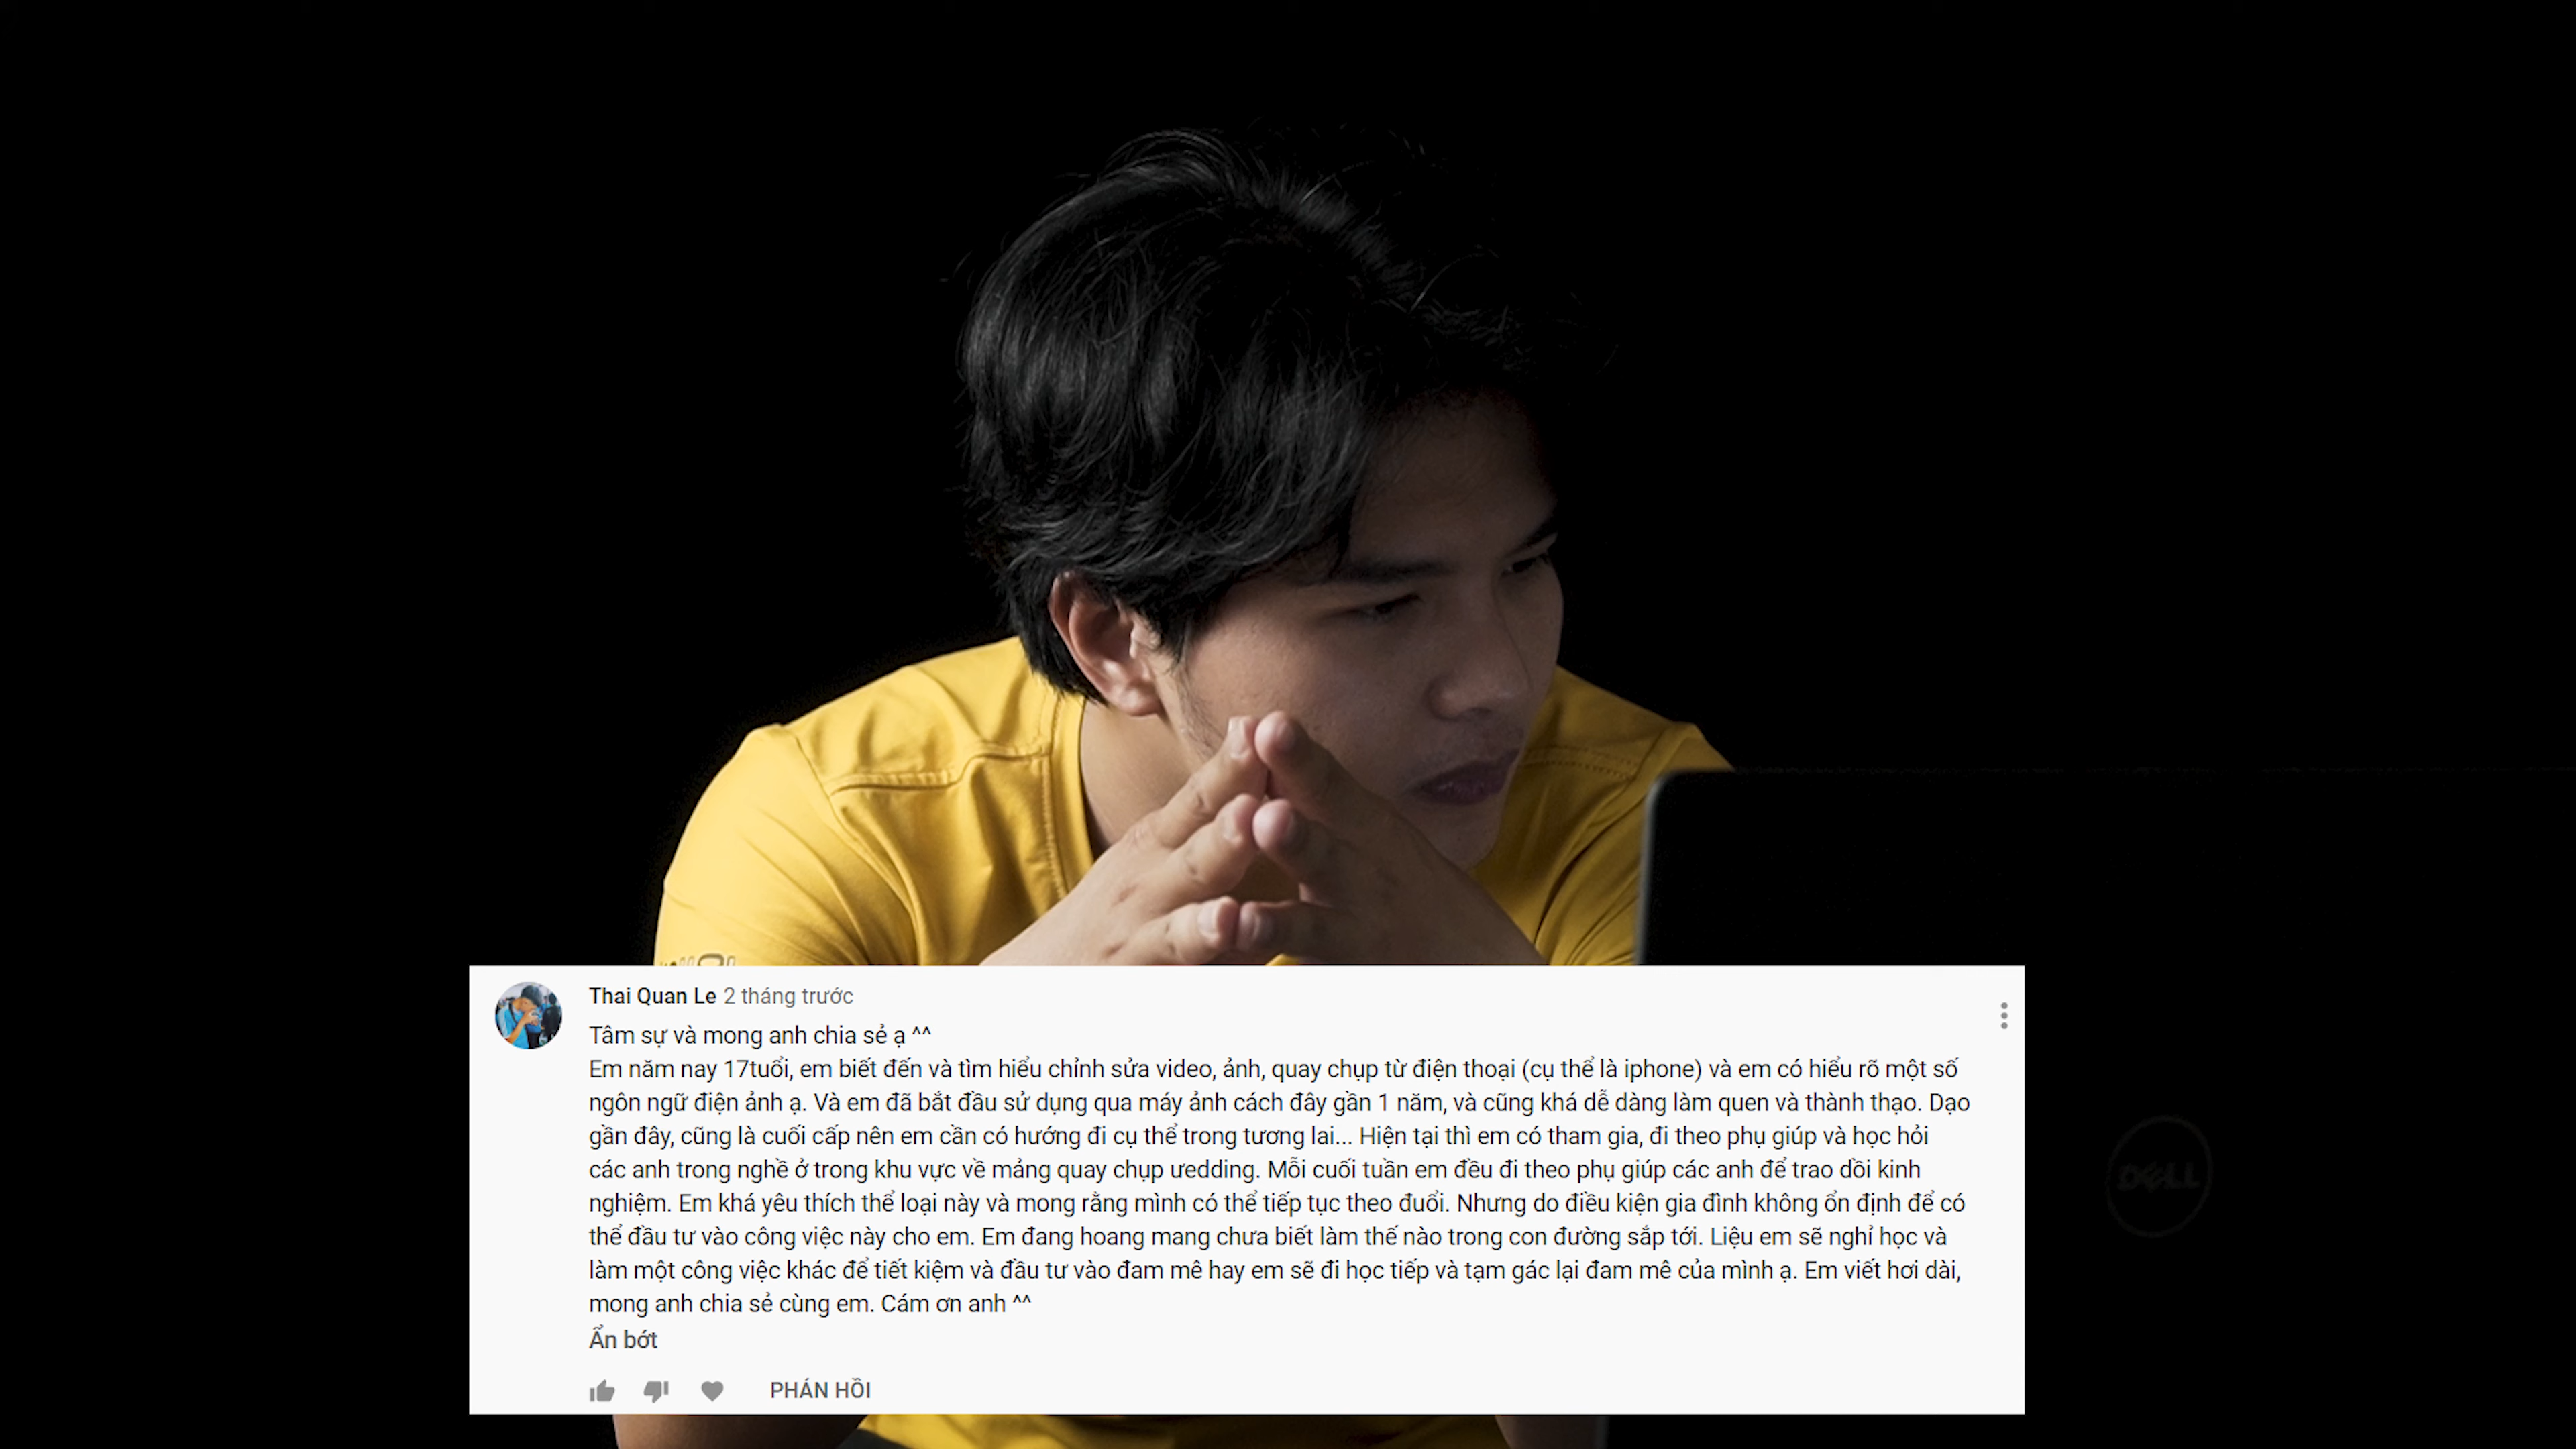 Thai Quan Le 2 tháng trước
Tâm sự và mong anh chia sẻ ạ ^^
Em năm nay 17tuổi, em biết đến và tìm hiểu chỉnh sửa video, ảnh, quay chụp từ điện thoại (cụ thể là iphone) và em có hiểu rõ một số
ngôn ngữ điện ảnh ạ. Và em đã bắt đầu sử dụng qua máy ảnh cách đây gần 1 năm, và cũng khá dễ dàng làm quen và thành thạo. Dạo
gần đây, cũng là cuối cấp nên em cần có hướng đi cụ thể trong tương lai... Hiện tại thì em có tham gia, đi theo phụ giúp và học hỏi
các anh trong nghề ở trong khu vực về mảng quay chụp ưedding. Mỗi cuối tuần em đều đi theo phụ giúp các anh để trao dồi kinh
nghiệm. Em khá yêu thích thể loại này và mong rằng mình có thể tiếp tục theo đuổi. Nhưng do điều kiện gia đình không ổn định để có
thể đầu tư vào công việc này cho em. Em đang hoang mang chưa biết làm thế nào trong con đường sắp tới. Liệu em sẽ nghỉ học và
làm một công việc khác để tiết kiệm và đầu tư vào đam mê hay em sẽ đi học tiếp và tạm gác lại đam mê của mình ạ. Em viết hơi dài,
mong anh chia sẻ cùng em. Cám ơn anh ^^
Ẩn bớt
PHẢN HỒI
DELL